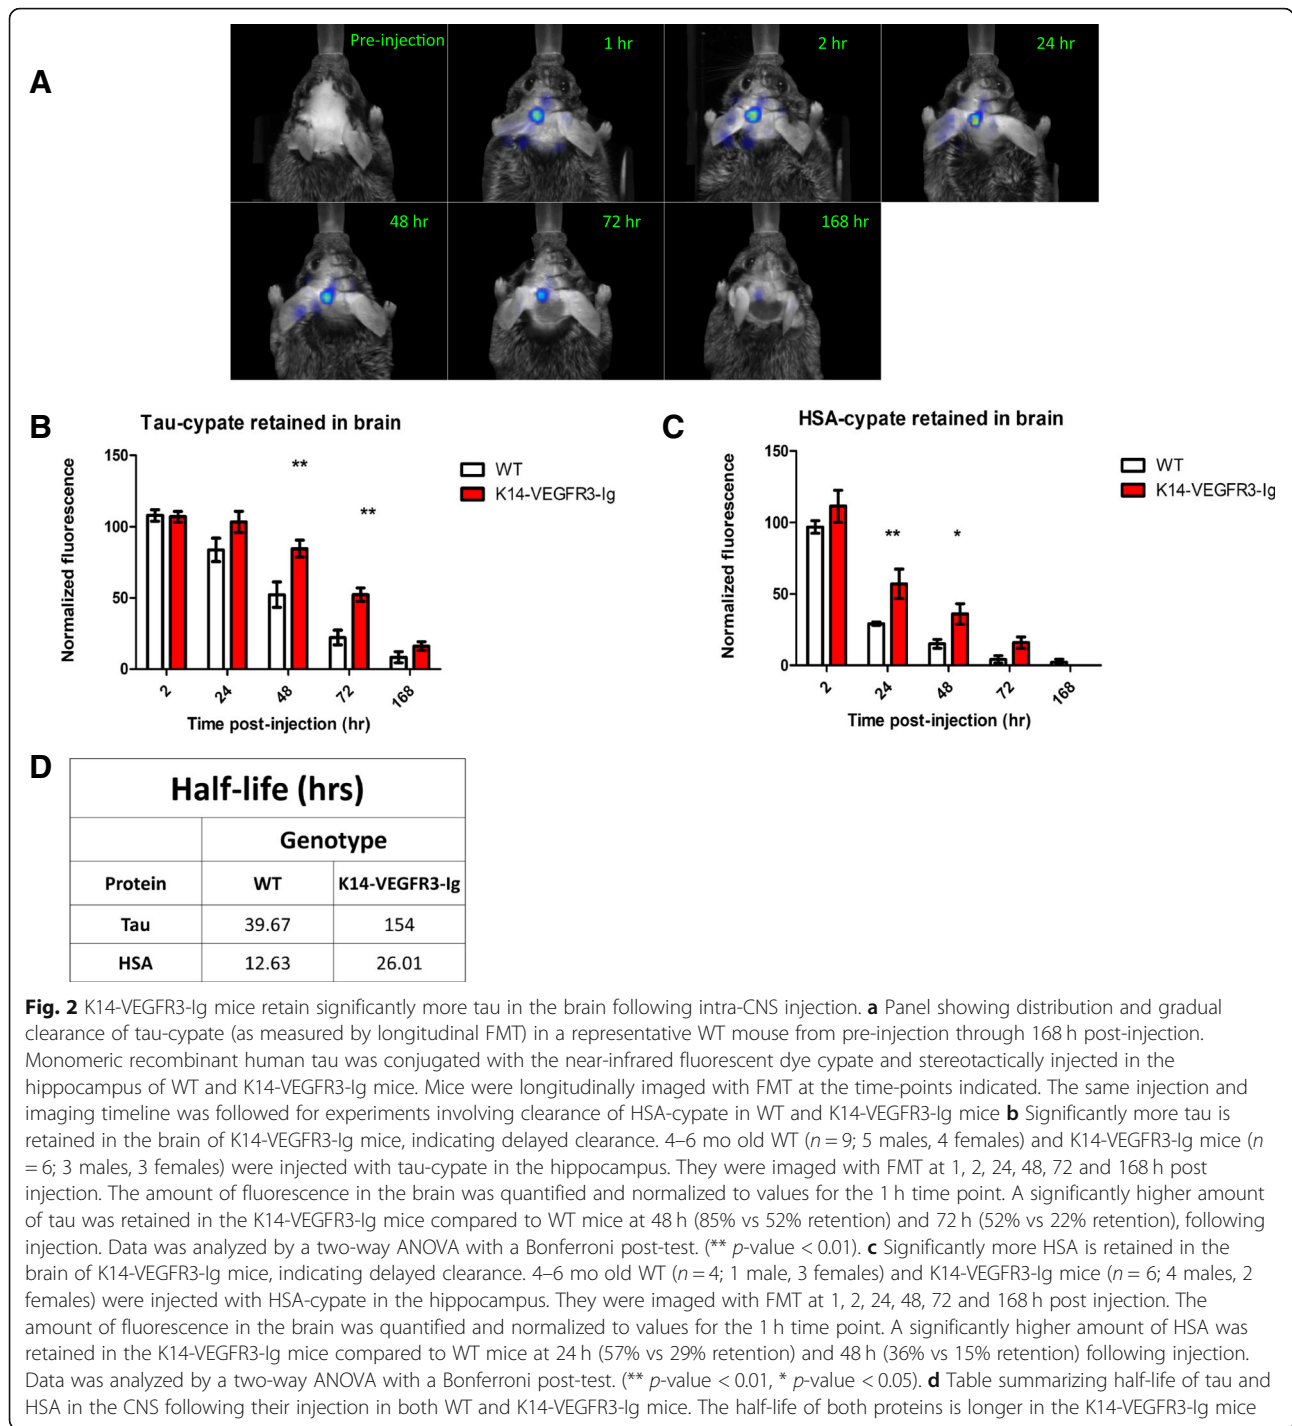 A
Pre-injection
1 hr
2 hr
24 hr
48 hr
72 hr
168 hr
B
Tau-cypate retained in brain
Normalized fluorescence
150
100
50
0
**
**
WT
K14-VEGFR3-Ig
2
24
48
72
168
Time post-injection (hr)
C
HSA-cypate retained in brain
Normalized fluorescence
150
100
50
0
**
*
WT
K14-VEGFR3-Ig
2
24
48
72
168
Time post-injection (hr)
D
Half-life (hrs)
Genotype
Protein WT K14-VEGFR3-Ig
Tau 39.67 154
HSA 12.63 26.01
Fig. 2 K14-VEGFR3-Ig mice retain significantly more tau in the brain following intra-CNS injection. a Panel showing distribution and gradual
clearance of tau-cypate (as measured by longitudinal FMT) in a representative WT mouse from pre-injection through 168 h post-injection.
Monomeric recombinant human tau was conjugated with the near-infrared fluorescent dye cypate and stereotactically injected in the
hippocampus of WT and K14-VEGFR3-Ig mice. Mice were longitudinally imaged with FMT at the time-points indicated. The same injection and
imaging timeline was followed for experiments involving clearance of HSA-cypate in WT and K14-VEGFR3-Ig mice b Significantly more tau is
retained in the brain of K14-VEGFR3-Ig mice, indicating delayed clearance. 4–6 mo old WT (n = 9; 5 males, 4 females) and K14-VEGFR3-Ig mice (n
= 6; 3 males, 3 females) were injected with tau-cypate in the hippocampus. They were imaged with FMT at 1, 2, 24, 48, 72 and 168 h post
injection. The amount of fluorescence in the brain was quantified and normalized to values for the 1 h time point. A significantly higher amount
of tau was retained in the K14-VEGFR3-Ig mice compared to WT mice at 48 h (85% vs 52% retention) and 72 h (52% vs 22% retention), following
injection. Data was analyzed by a two-way ANOVA with a Bonferroni post-test. (** p-value < 0.01). c Significantly more HSA is retained in the
brain of K14-VEGFR3-Ig mice, indicating delayed clearance. 4–6 mo old WT (n = 4; 1 male, 3 females) and K14-VEGFR3-Ig mice (n = 6; 4 males, 2
females) were injected with HSA-cypate in the hippocampus. They were imaged with FMT at 1, 2, 24, 48, 72 and 168 h post injection. The
amount of fluorescence in the brain was quantified and normalized to values for the 1 h time point. A significantly higher amount of HSA was
retained in the K14-VEGFR3-Ig mice compared to WT mice at 24 h (57% vs 29% retention) and 48 h (36% vs 15% retention) following injection.
Data was analyzed by a two-way ANOVA with a Bonferroni post-test. (** p-value < 0.01, * p-value < 0.05). d Table summarizing half-life of tau and
HSA in the CNS following their injection in both WT and K14-VEGFR3-Ig mice. The half-life of both proteins is longer in the K14-VEGFR3-Ig mice